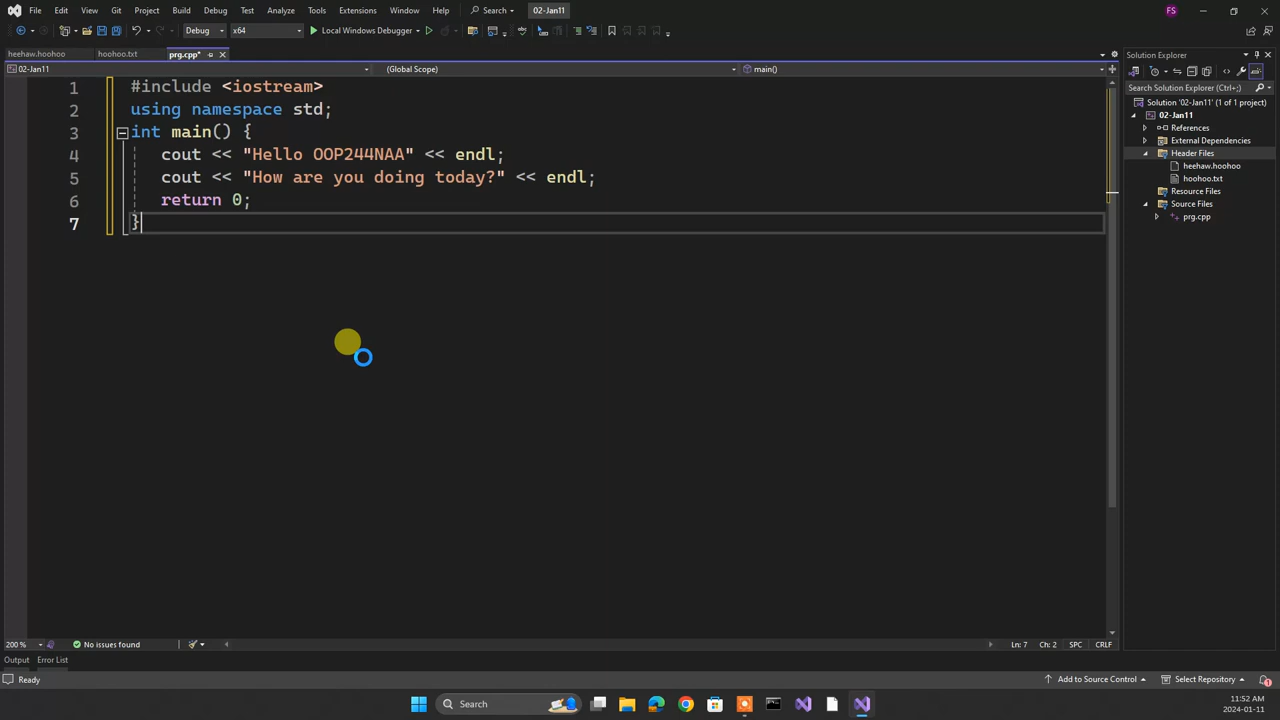 File Edit View Git Project Build Debug Test Analyze Tools Extensions Window Help Search 02-Jan11 FS
Debug x64 Local Windows Debugger
heehaw.hoohoo hoohoo.txt prg.cpp*
02-Jan11 (Global Scope) main()
1 #include <iostream>
2 using namespace std;
3 int main() {
4 cout << "Hello OOP244NAA" << endl;
5 cout << "How are you doing today?" << endl;
6 return 0;
7 }
Solution Explorer
Search Solution Explorer (Ctrl+;)
Solution '02-Jan11' (1 of 1 project)
02-Jan11
References
External Dependencies
Header Files
heehaw.hoohoo
hoohoo.txt
Resource Files
Source Files
prg.cpp
200 % No issues found Ln: 7 Ch: 2 SPC CRLF
Output Error List
Ready Add to Source Control Select Repository 1
Search 11:52 AM
2024-01-11